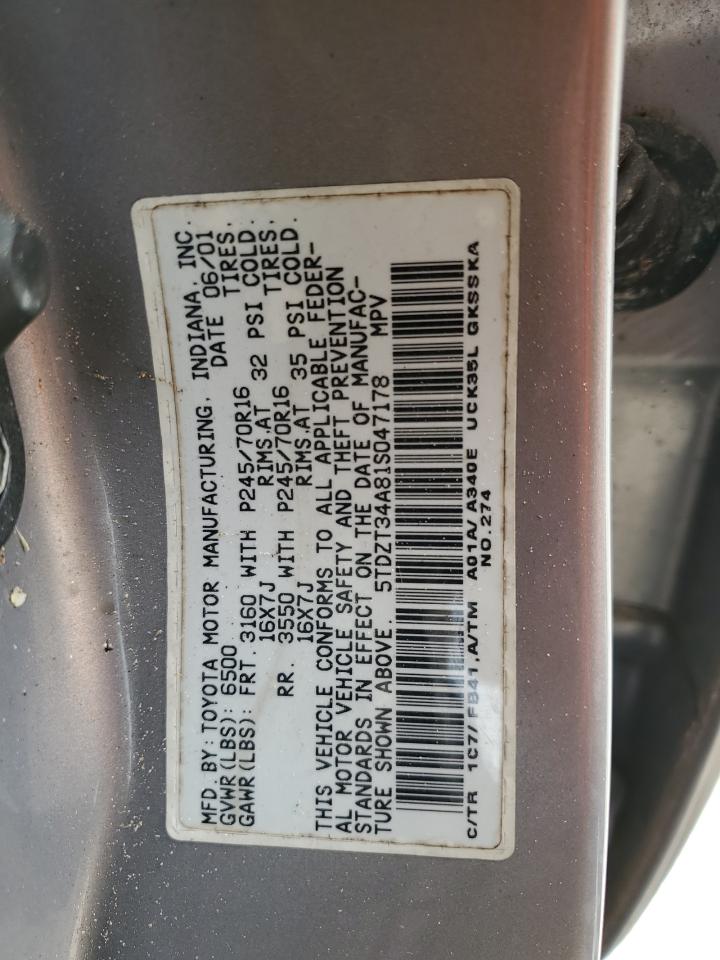 MFD. BY: TOYOTA MOTOR MANUFACTURING, INDIANA, INC.
GVWR(LBS): 6500 DATE 06/01
GAWR(LBS): FRT. 3160 WITH P245/70R16 TIRES,
16X7J RIMS,AT 32 PSI COLD.
RR. 3550 WITH P245/70R16 TIRES,
16X7J RIMS,AT 35 PSI COLD.
THIS VEHICLE CONFORMS TO ALL APPLICABLE FEDER-
AL MOTOR VEHICLE SAFETY AND THEFT PREVENTION
STANDARDS IN EFFECT ON THE DATE OF MANUFAC-
TURE SHOWN ABOVE. 5TDZT34A81S047178 MPV
C/TR 1C7// FB41,A/TM A01A/ A340E UCK35L GKSSKA
NO.274